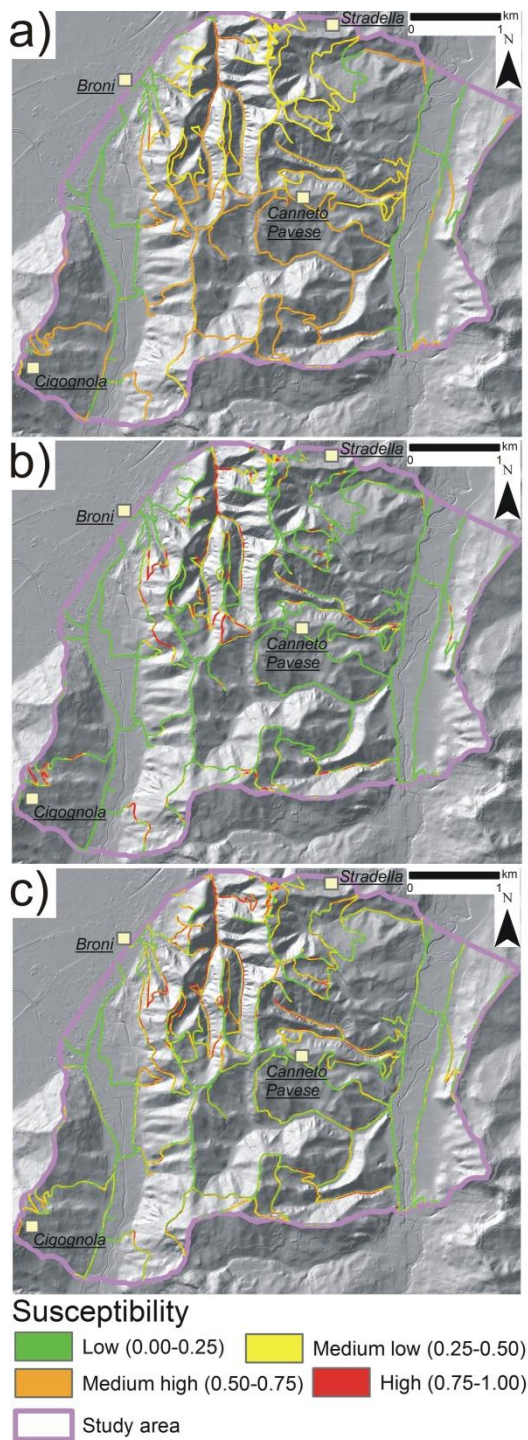 a)
Stradella
km
0
1
N
Broni
Canneto
Pavese
Cigognola
b)
Stradella
km
0
1
N
Broni
Canneto
Pavese
Cigognola
c)
Stradella
km
0
1
N
Broni
Canneto
Pavese
Cigognola
Susceptibility
Low (0.00-0.25)
Medium low (0.25-0.50)
Medium high (0.50-0.75)
High (0.75-1.00)
Study area